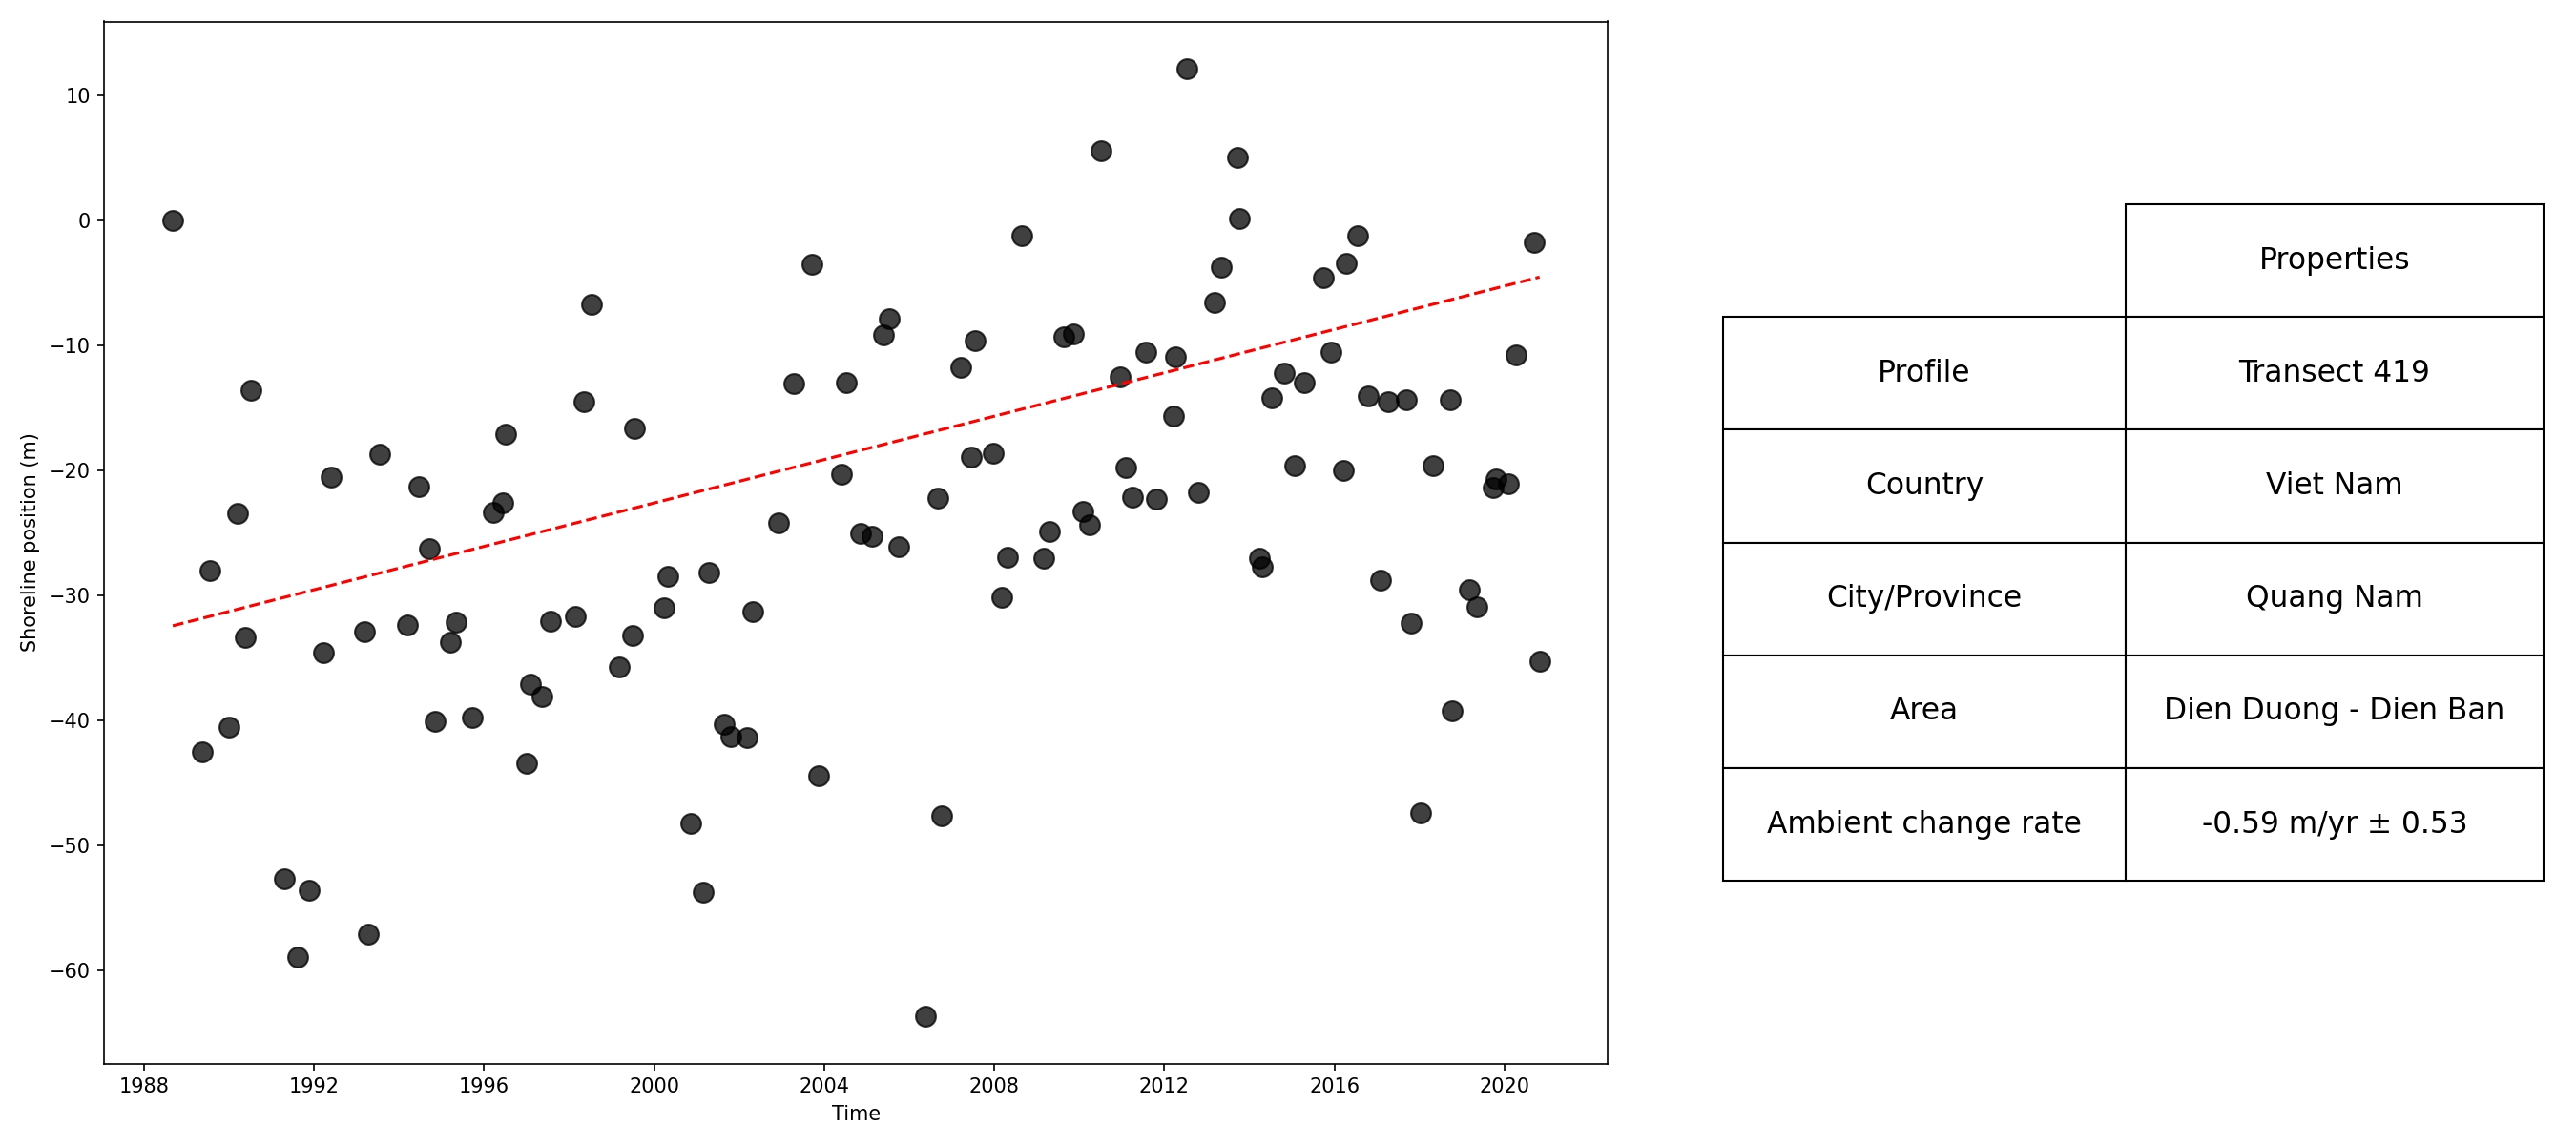 10
0
−10
−20
−30
−40
−50
−60
Shoreline position (m)
1988 1992 1996 2000 2004 2008 2012 2016 2020
Time
Properties
Profile Transect 419
Country Viet Nam
City/Province Quang Nam
Area Dien Duong - Dien Ban
Ambient change rate -0.59 m/yr ± 0.53